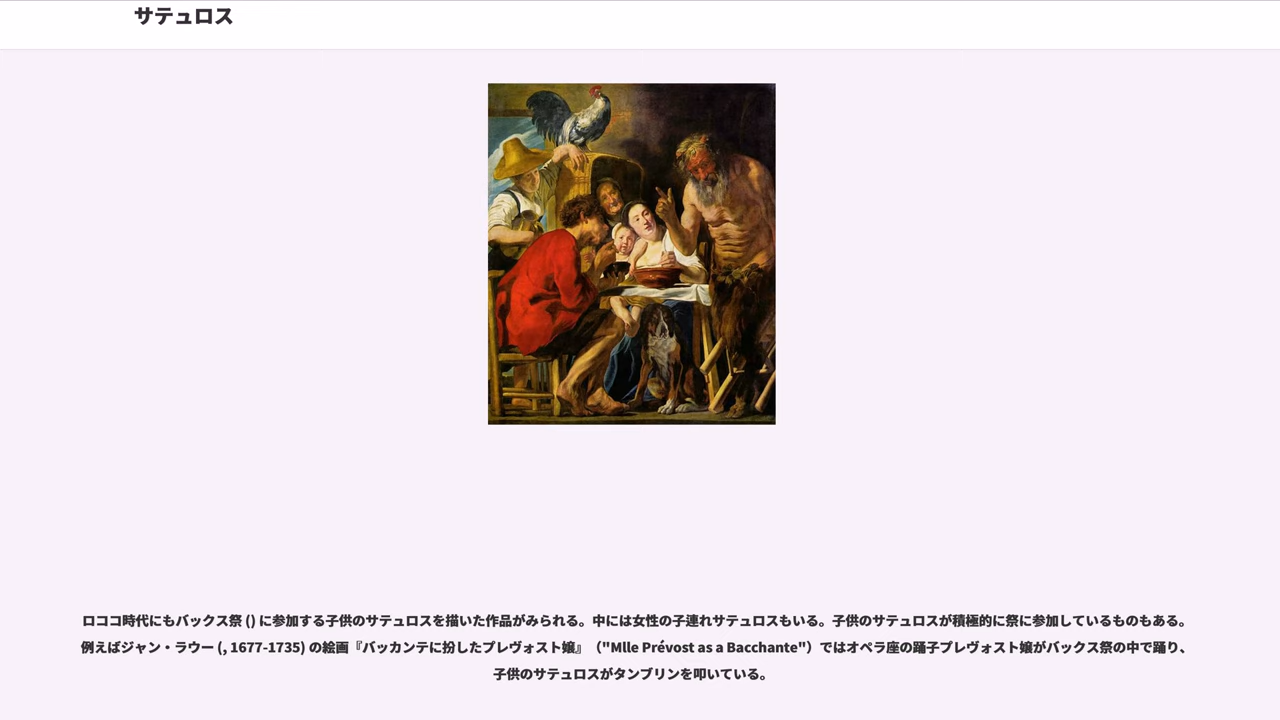 サテュロス
ロココ時代にもバックス祭 () に参加する子供のサテュロスを描いた作品がみられる。中には女性の子連れサテュロスもいる。子供のサテュロスが積極的に祭に参加しているものもある。
例えばジャン・ラウー (, 1677-1735) の絵画『バッカンテに扮したプレヴォスト嬢』（"Mlle Prévost as a Bacchante"）ではオペラ座の踊子プレヴォスト嬢がバックス祭の中で踊り、
子供のサテュロスがタンブリンを叩いている。